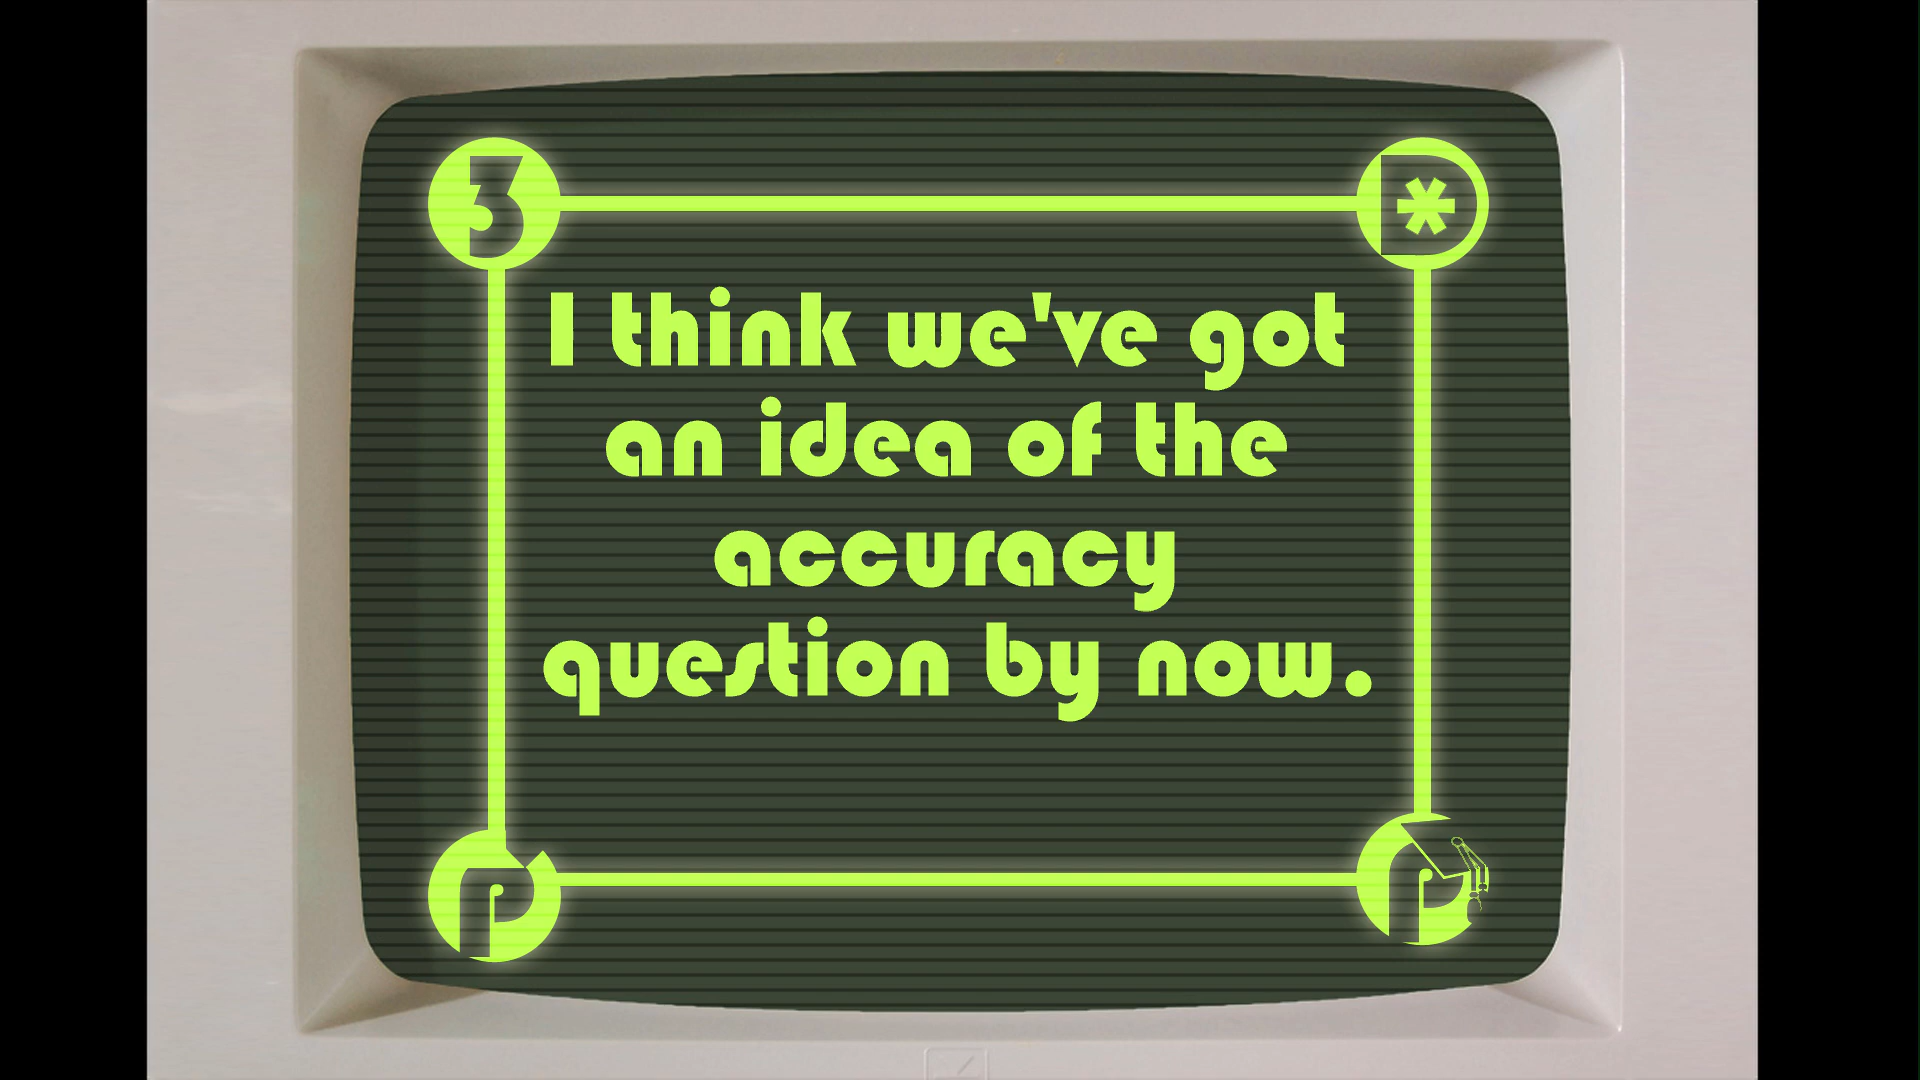 3 D*
I think we've got
an idea of the
accuracy
question by now.
P P